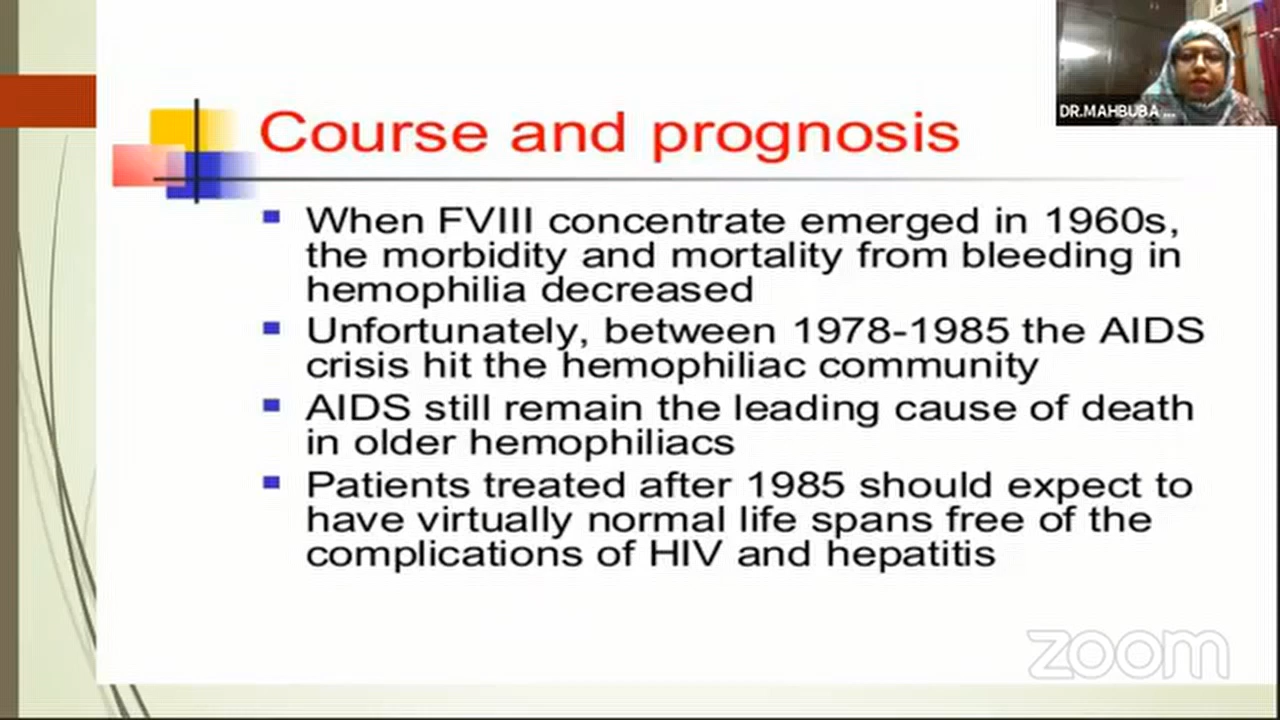 DR.MAHBUBA ...
Course and prognosis
When FVIII concentrate emerged in 1960s,
the morbidity and mortality from bleeding in
hemophilia decreased
Unfortunately, between 1978-1985 the AIDS
crisis hit the hemophiliac community
AIDS still remain the leading cause of death
in older hemophiliacs
Patients treated after 1985 should expect to
have virtually normal life spans free of the
complications of HIV and hepatitis
zoom